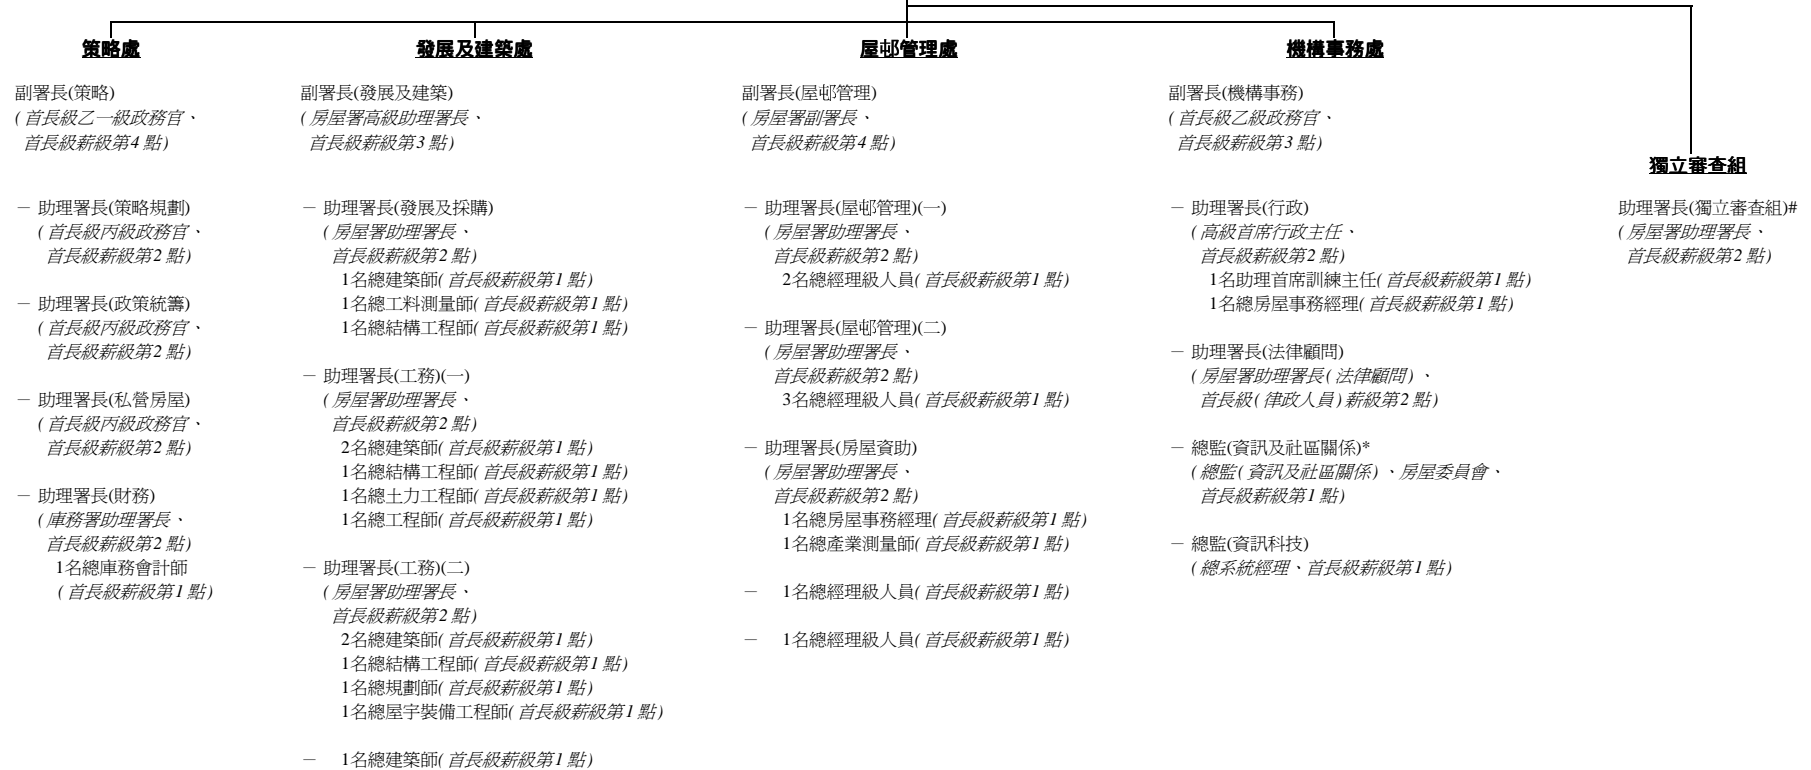 策略處
副署長(策略)
(首長級乙一級政務官、
首長級薪級第4點)
－ 助理署長(策略規劃)
(首長級丙級政務官、
首長級薪級第2點)
－ 助理署長(政策統籌)
(首長級丙級政務官、
首長級薪級第2點)
－ 助理署長(私營房屋)
(首長級丙級政務官、
首長級薪級第2點)
－ 助理署長(財務)
(庫務署助理署長、
首長級薪級第2點)
1名總庫務會計師
(首長級薪級第1點)
發展及建築處
副署長(發展及建築)
(房屋署高級助理署長、
首長級薪級第3點)
－ 助理署長(發展及採購)
(房屋署助理署長、
首長級薪級第2點)
1名總建築師(首長級薪級第1點)
1名總工料測量師(首長級薪級第1點)
1名總結構工程師(首長級薪級第1點)
－ 助理署長(工務)(一)
(房屋署助理署長、
首長級薪級第2點)
2名總建築師(首長級薪級第1點)
1名總結構工程師(首長級薪級第1點)
1名總土力工程師(首長級薪級第1點)
1名總工程師(首長級薪級第1點)
－ 助理署長(工務)(二)
(房屋署助理署長、
首長級薪級第2點)
2名總建築師(首長級薪級第1點)
1名總結構工程師(首長級薪級第1點)
1名總規劃師(首長級薪級第1點)
1名總屋宇裝備工程師(首長級薪級第1點)
－ 1名總建築師(首長級薪級第1點)
屋邨管理處
副署長(屋邨管理)
(房屋署副署長、
首長級薪級第4點)
－ 助理署長(屋邨管理)(一)
(房屋署助理署長、
首長級薪級第2點)
2名總經理級人員(首長級薪級第1點)
－ 助理署長(屋邨管理)(二)
(房屋署助理署長、
首長級薪級第2點)
3名總經理級人員(首長級薪級第1點)
－ 助理署長(房屋資助)
(房屋署助理署長、
首長級薪級第2點)
1名總房屋事務經理(首長級薪級第1點)
1名總產業測量師(首長級薪級第1點)
－ 1名總經理級人員(首長級薪級第1點)
－ 1名總經理級人員(首長級薪級第1點)
機構事務處
副署長(機構事務)
(首長級乙級政務官、
首長級薪級第3點)
－ 助理署長(行政)
(高級首席行政主任、
首長級薪級第2點)
1名助理首席訓練主任(首長級薪級第1點)
1名總房屋事務經理(首長級薪級第1點)
－ 助理署長(法律顧問)
(房屋署助理署長(法律顧問)、
首長級(律政人員)薪級第2點)
－ 總監(資訊及社區關係)*
(總監(資訊及社區關係)、房屋委員會、
首長級薪級第1點)
－ 總監(資訊科技)
(總系統經理、首長級薪級第1點)
獨立審查組
助理署長(獨立審查組)#
(房屋署助理署長、
首長級薪級第2點)